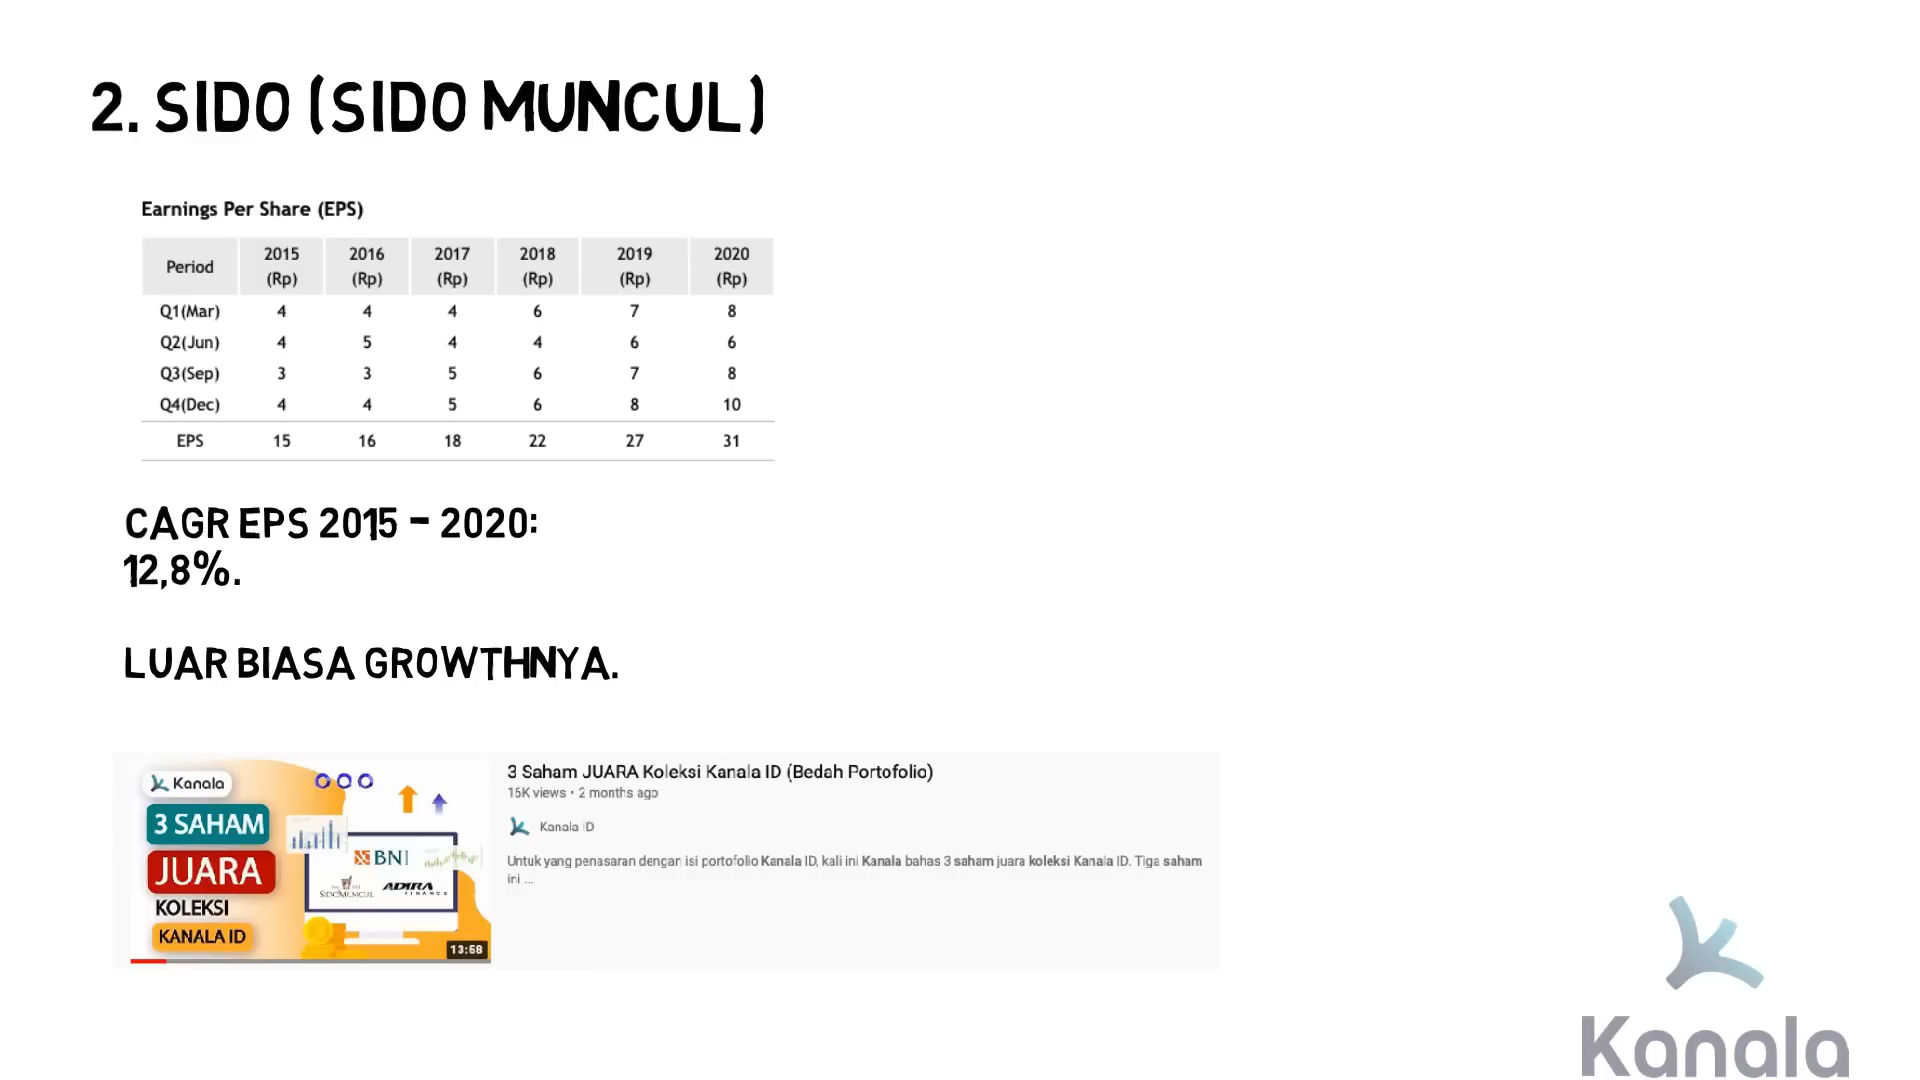 2. SIDO (SIDO MUNCUL)
Earnings Per Share (EPS)
Period 2015 (Rp) 2016 (Rp) 2017 (Rp) 2018 (Rp) 2019 (Rp) 2020 (Rp)
Q1(Mar) 4 4 4 6 7 8
Q2(Jun) 4 5 4 4 6 6
Q3(Sep) 3 3 5 6 7 8
Q4(Dec) 4 4 5 6 8 10
EPS 15 16 18 22 27 31
CAGR EPS 2015 - 2020:
12,8%.
LUAR BIASA GROWTHNYA.
Kanala
3 SAHAM
JUARA
KOLEKSI
KANALA ID
BNI
SIDOMUNCUL
ADIRA
FINANCE
13:58
3 Saham JUARA Koleksi Kanala ID (Bedah Portofolio)
15K views • 2 months ago
Kanala ID
Untuk yang penasaran dengan isi portofolio Kanala ID, kali ini Kanala bahas 3 saham juara koleksi Kanala ID. Tiga saham
ini ...
Kanala